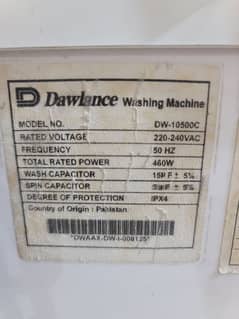 Dawlance Washing Machine
MODEL NO. DW-10500C
RATED VOLTAGE 220-240VAC
FREQUENCY 50 HZ
TOTAL RATED POWER 460W
WASH CAPACITOR 15µF ± 5%
SPIN CAPACITOR ± 5%
DEGREE OF PROTECTION IPX4
Country of Origin : Pakistan